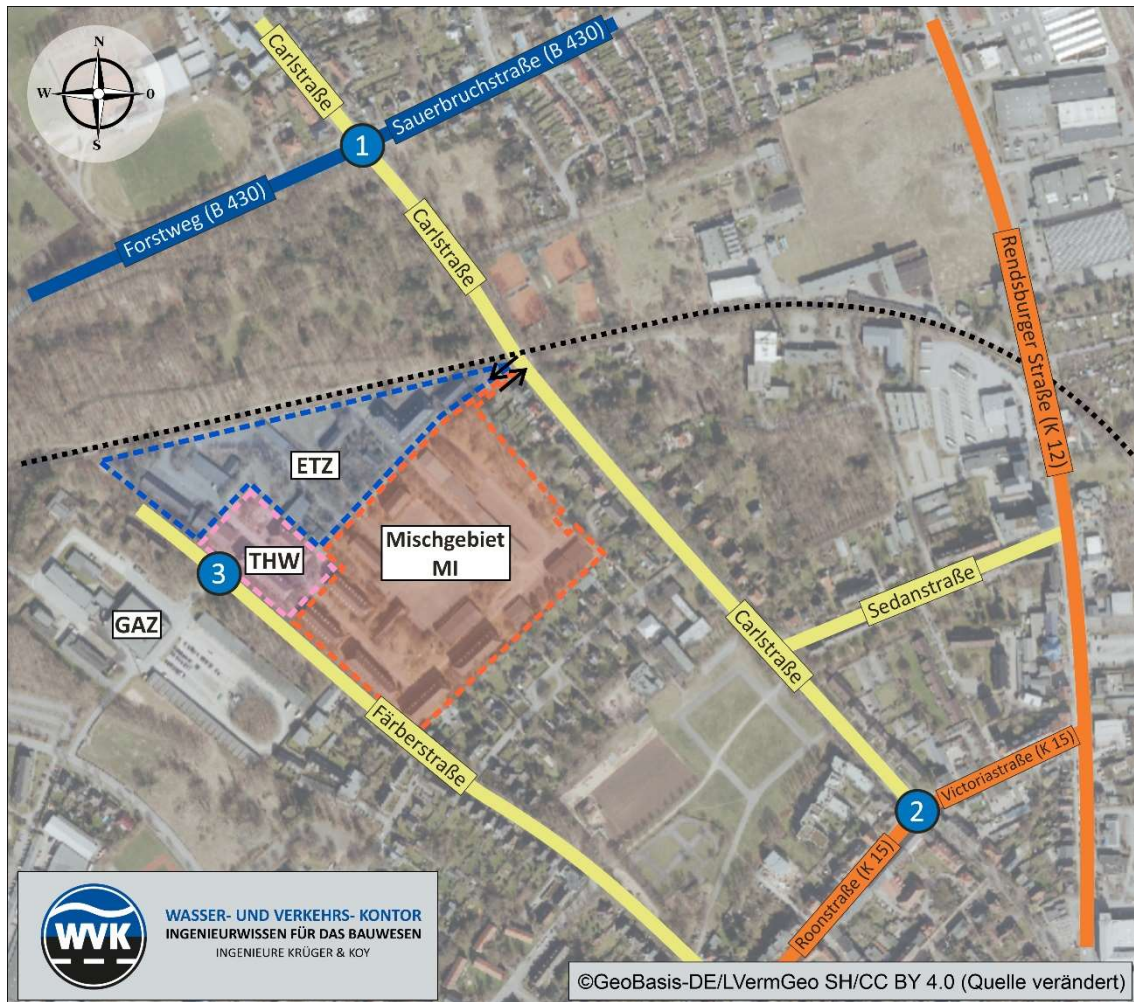 N
W
O
S
Carlstraße
Sauerbruchstraße (B 430)
1
Forstweg (B 430)
Carlstraße
Rendsburger Straße (K 12)
ETZ
Mischgebiet
MI
THW
3
GAZ
Sedanstraße
Carlstraße
Färberstraße
Victoriastraße (K 15)
2
Roonstraße (K 15)
WVK
WASSER- UND VERKEHRS- KONTOR
INGENIEURWISSEN FÜR DAS BAUWESEN
INGENIEURE KRÜGER & KOY
©GeoBasis-DE/LVermGeo SH/CC BY 4.0 (Quelle verändert)